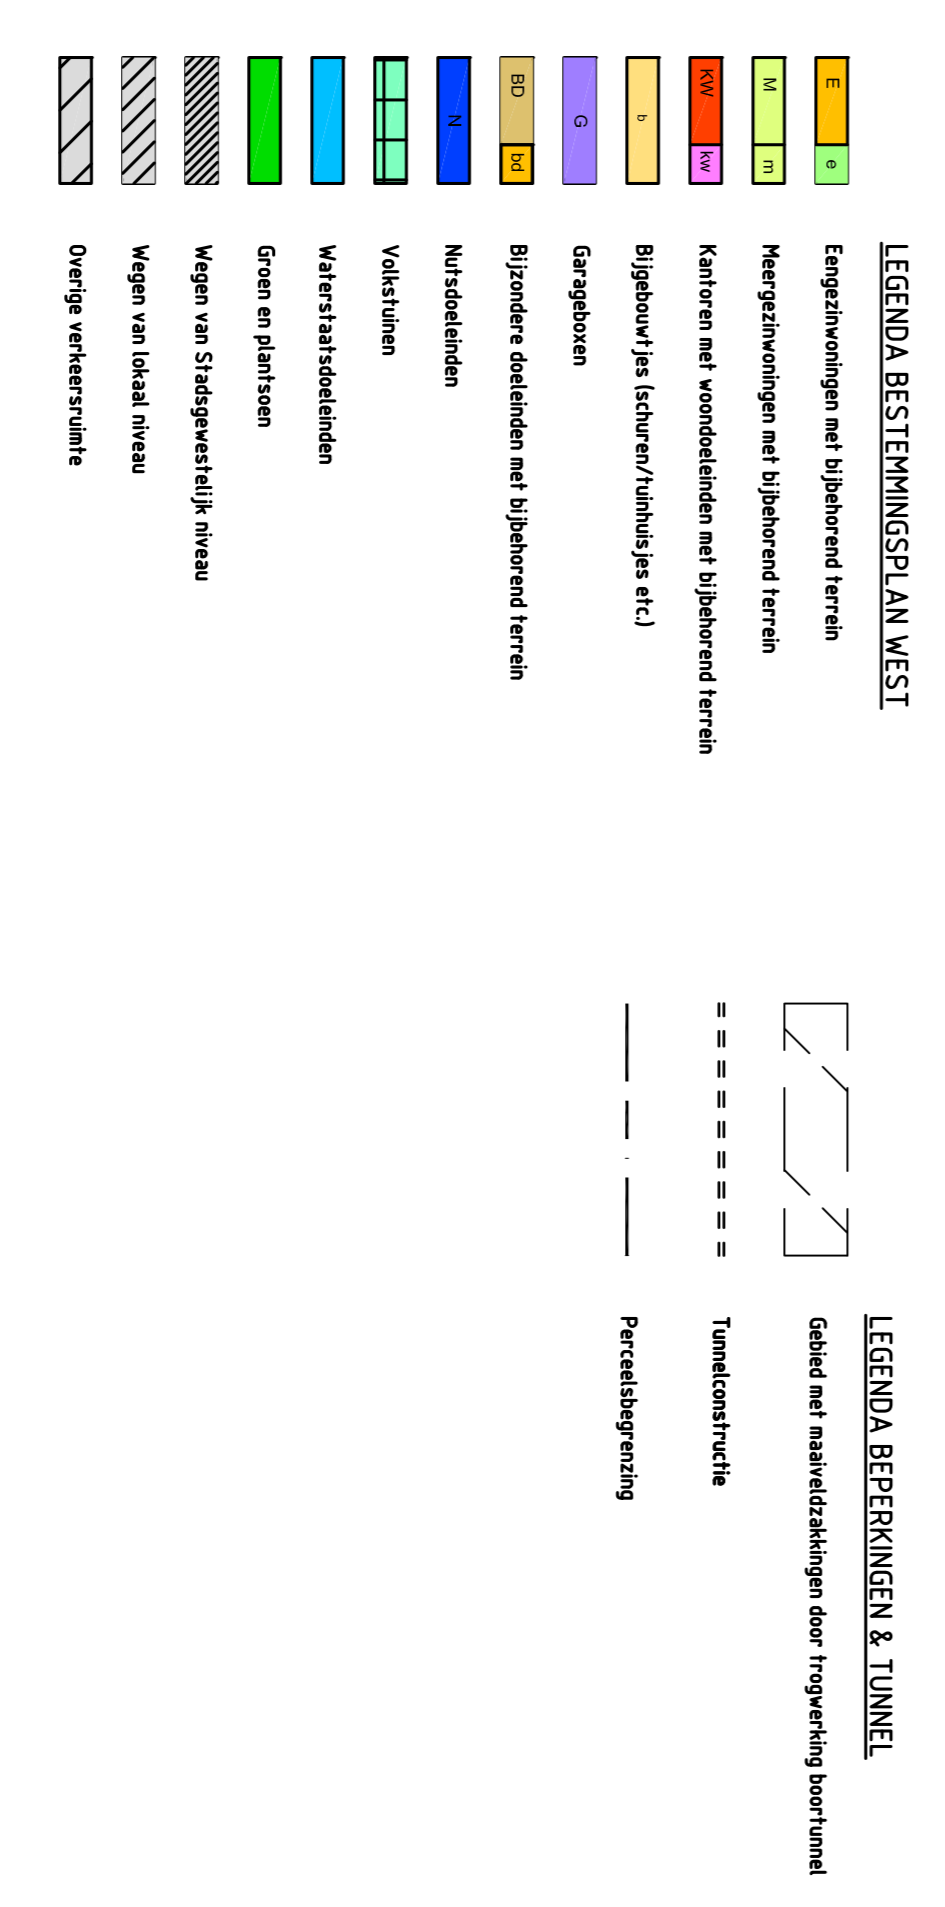 LEGENDA BESTEMMINGSPLAN WEST
E e Eengezinwoningen met bijbehorend terrein
M m Meergezinwoningen met bijbehorend terrein
KW kw Kantoren met woondoeleinden met bijbehorend terrein
b Bijgebouwtjes (schuren/tuinhuisjes etc.)
G Garageboxen
BD bd Bijzondere doeleinden met bijbehorend terrein
N Nutsdoeleinden
Volkstuinen
Waterstaatsdoeleinden
Groen en plantsoen
Wegen van Stadsgewestelijk niveau
Wegen van lokaal niveau
Overige verkeersruimte
LEGENDA BEPERKINGEN & TUNNEL
Gebied met maaiveldzakkingen door trogwerking boortunnel
Tunnelconstructie
Perceelsbegrenzing